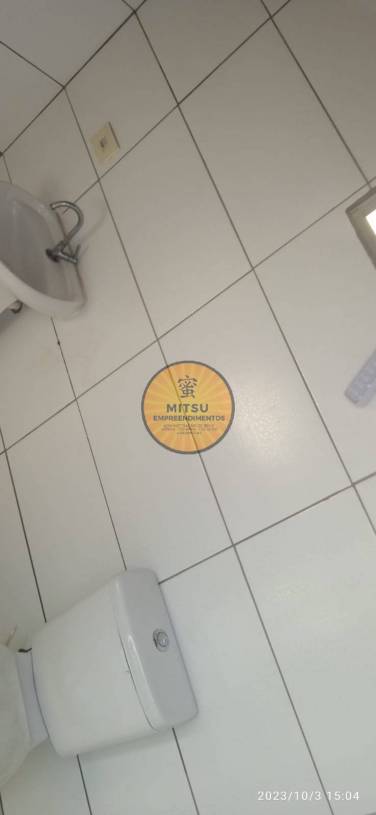 蜜
MITSU
EMPREENDIMENTOS
2023/10/3 15:04